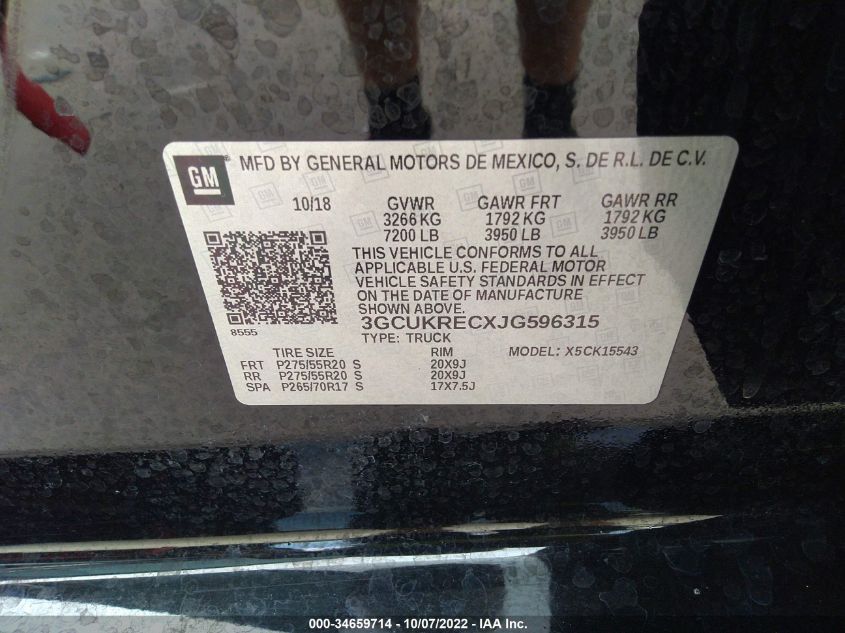 GM ® MFD BY GENERAL MOTORS DE MEXICO, S. DE R.L. DE C.V.
10/18 GVWR GAWR FRT GAWR RR
3266 KG 1792 KG 1792 KG
7200 LB 3950 LB 3950 LB
THIS VEHICLE CONFORMS TO ALL
APPLICABLE U.S. FEDERAL MOTOR
VEHICLE SAFETY STANDARDS IN EFFECT
ON THE DATE OF MANUFACTURE
SHOWN ABOVE.
8555
3GCUKRECXJG596315
TYPE: TRUCK MODEL: X5CK15543
TIRE SIZE RIM
FRT P275/55R20 S 20X9J
RR P275/55R20 S 20X9J
SPA P265/70R17 S 17X7.5J
000-34659714 - 10/07/2022 - IAA Inc.